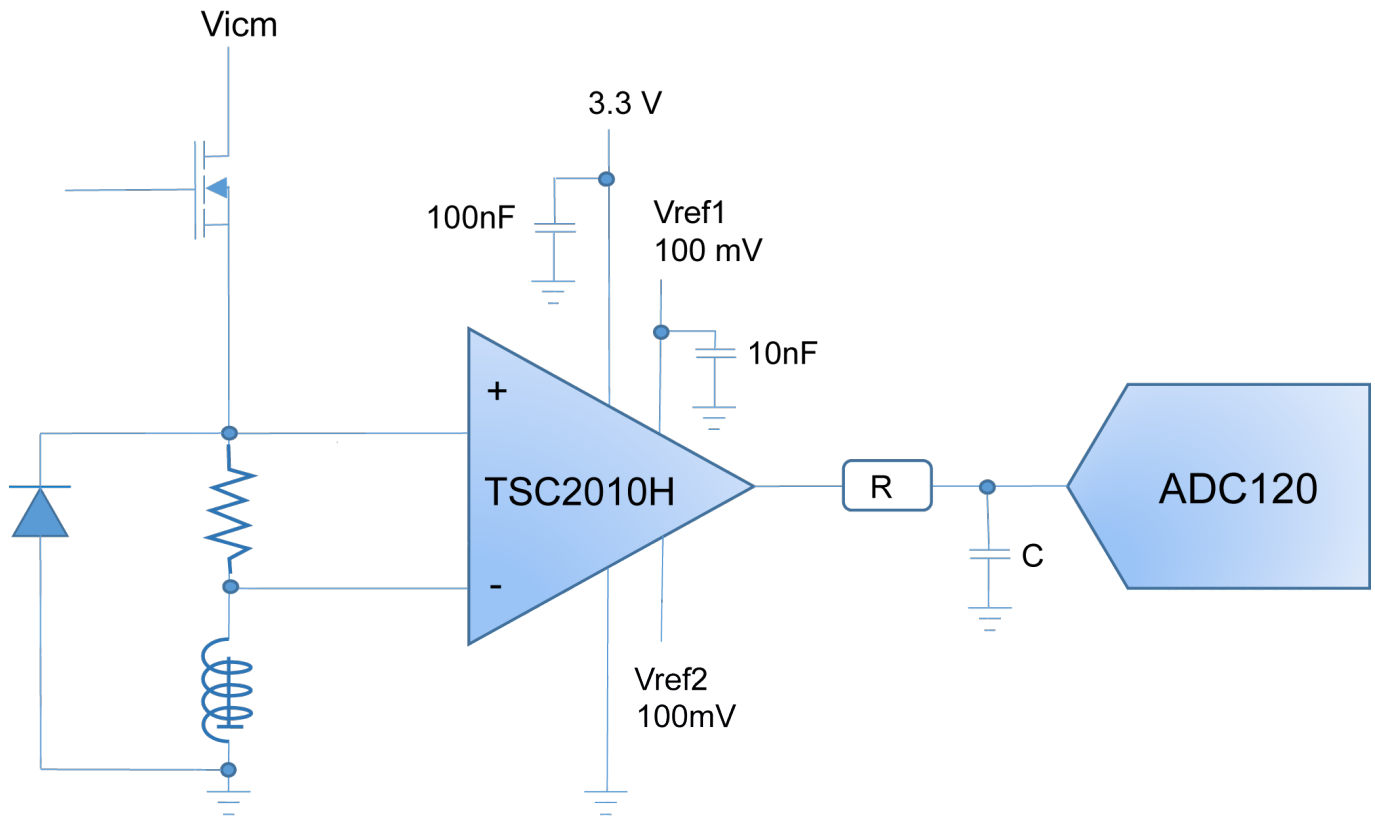 Vicm
3.3 V
100nF
Vref1
100 mV
10nF
+
TSC2010H
-
R
C
ADC120
Vref2
100mV